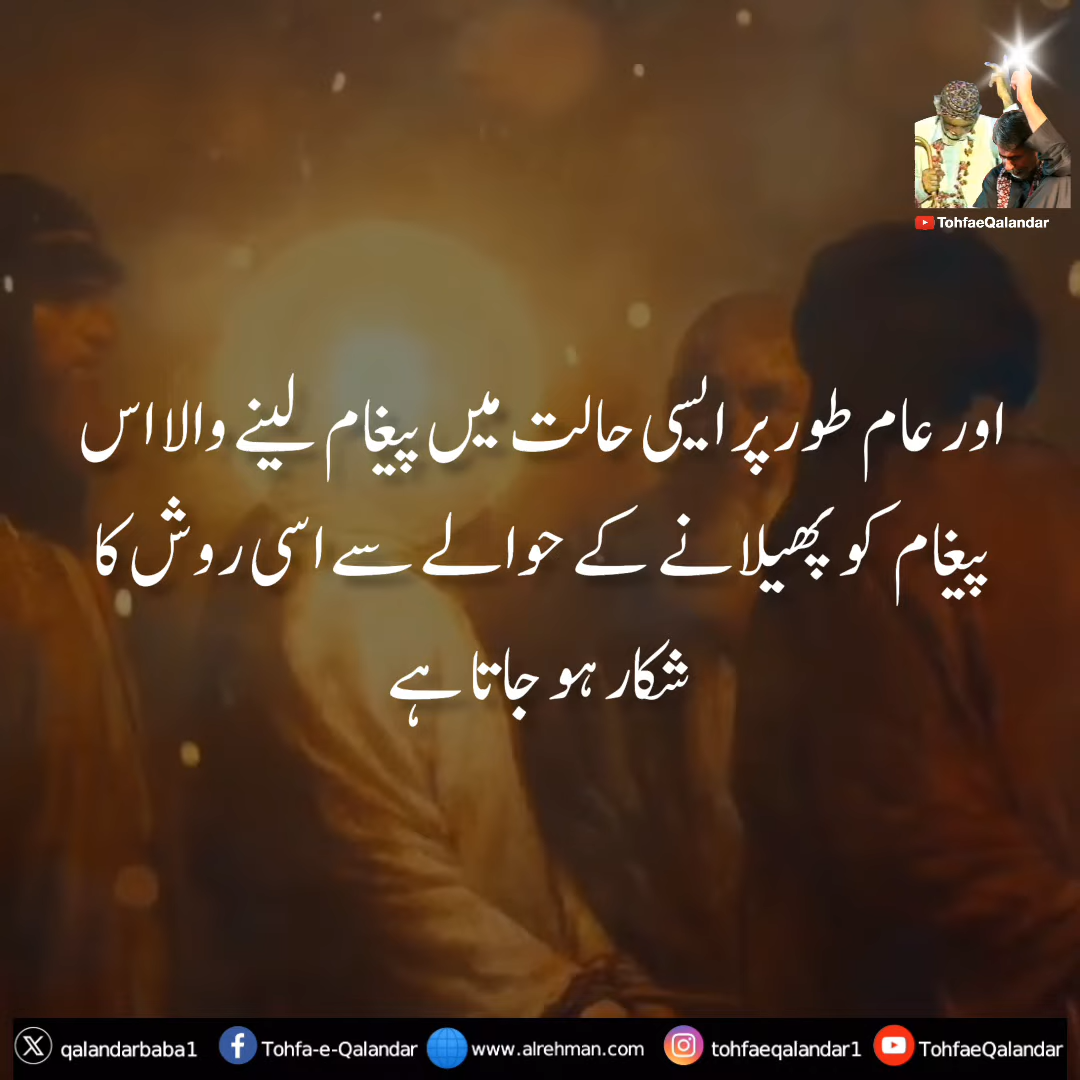 TohfaeQalandar
اور عام طور پر ایسی حالت میں پیغام لینے والا اس
پیغام کو پھیلانے کے حوالے سے اسی روش کا
شکار ہو جاتا ہے
qalandarbaba1 Tohfa-e-Qalandar www.alrehman.com tohfaeqalandar1 TohfaeQalandar